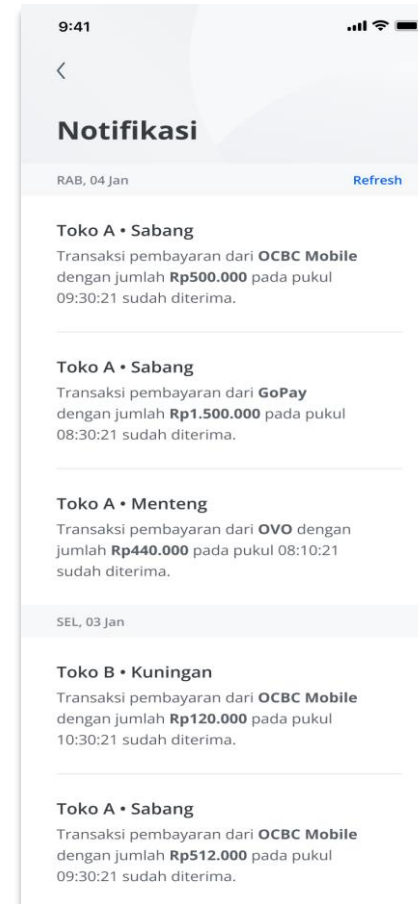 9:41
Notifikasi
RAB, 04 Jan Refresh
Toko A • Sabang
Transaksi pembayaran dari OCBC Mobile
dengan jumlah Rp500.000 pada pukul
09:30:21 sudah diterima.
Toko A • Sabang
Transaksi pembayaran dari GoPay
dengan jumlah Rp1.500.000 pada pukul
08:30:21 sudah diterima.
Toko A • Menteng
Transaksi pembayaran dari OVO dengan
jumlah Rp440.000 pada pukul 08:10:21
sudah diterima.
SEL, 03 Jan
Toko B • Kuningan
Transaksi pembayaran dari OCBC Mobile
dengan jumlah Rp120.000 pada pukul
10:30:21 sudah diterima.
Toko A • Sabang
Transaksi pembayaran dari OCBC Mobile
dengan jumlah Rp512.000 pada pukul
09:30:21 sudah diterima.